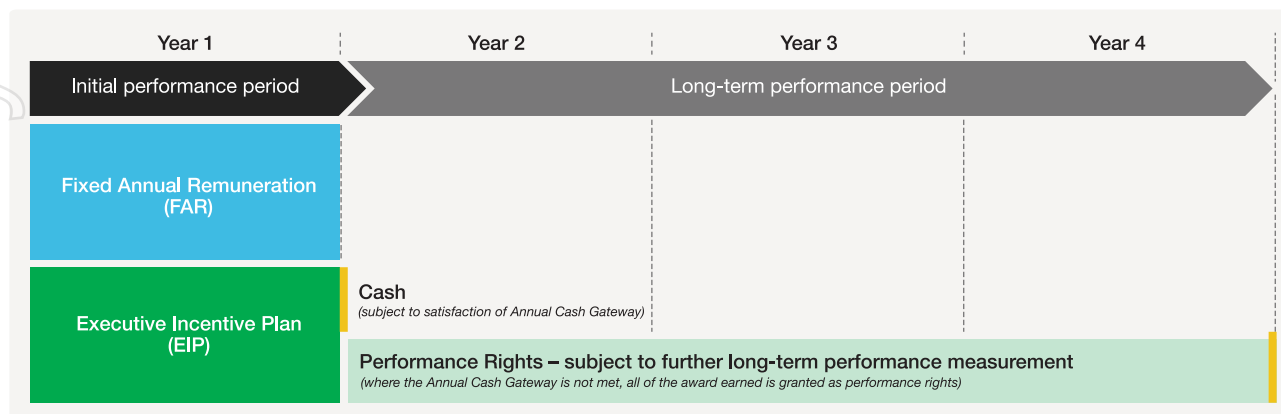 Year 1
Year 2
Year 3
Year 4
Initial performance period
Long-term performance period
Fixed Annual Remuneration
(FAR)
Executive Incentive Plan
(EIP)
Cash
(subject to satisfaction of Annual Cash Gateway)
Performance Rights – subject to further long-term performance measurement
(where the Annual Cash Gateway is not met, all of the award earned is granted as performance rights)